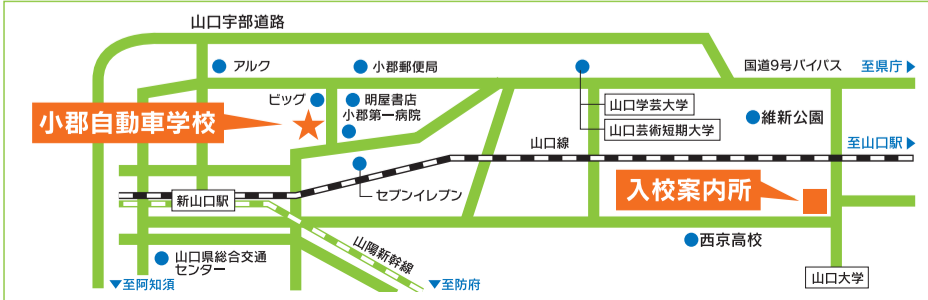 山口宇部道路
アルク
小郡郵便局
国道9号バイパス
至県庁▶
ビッグ
明屋書店
小郡第一病院
山口学芸大学
山口芸術短期大学
維新公園
小郡自動車学校
山口線
至山口駅▶
セブンイレブン
入校案内所
新山口駅
西京高校
山陽新幹線
山口県総合交通
センター
山口大学
▼至阿知須
▼至防府